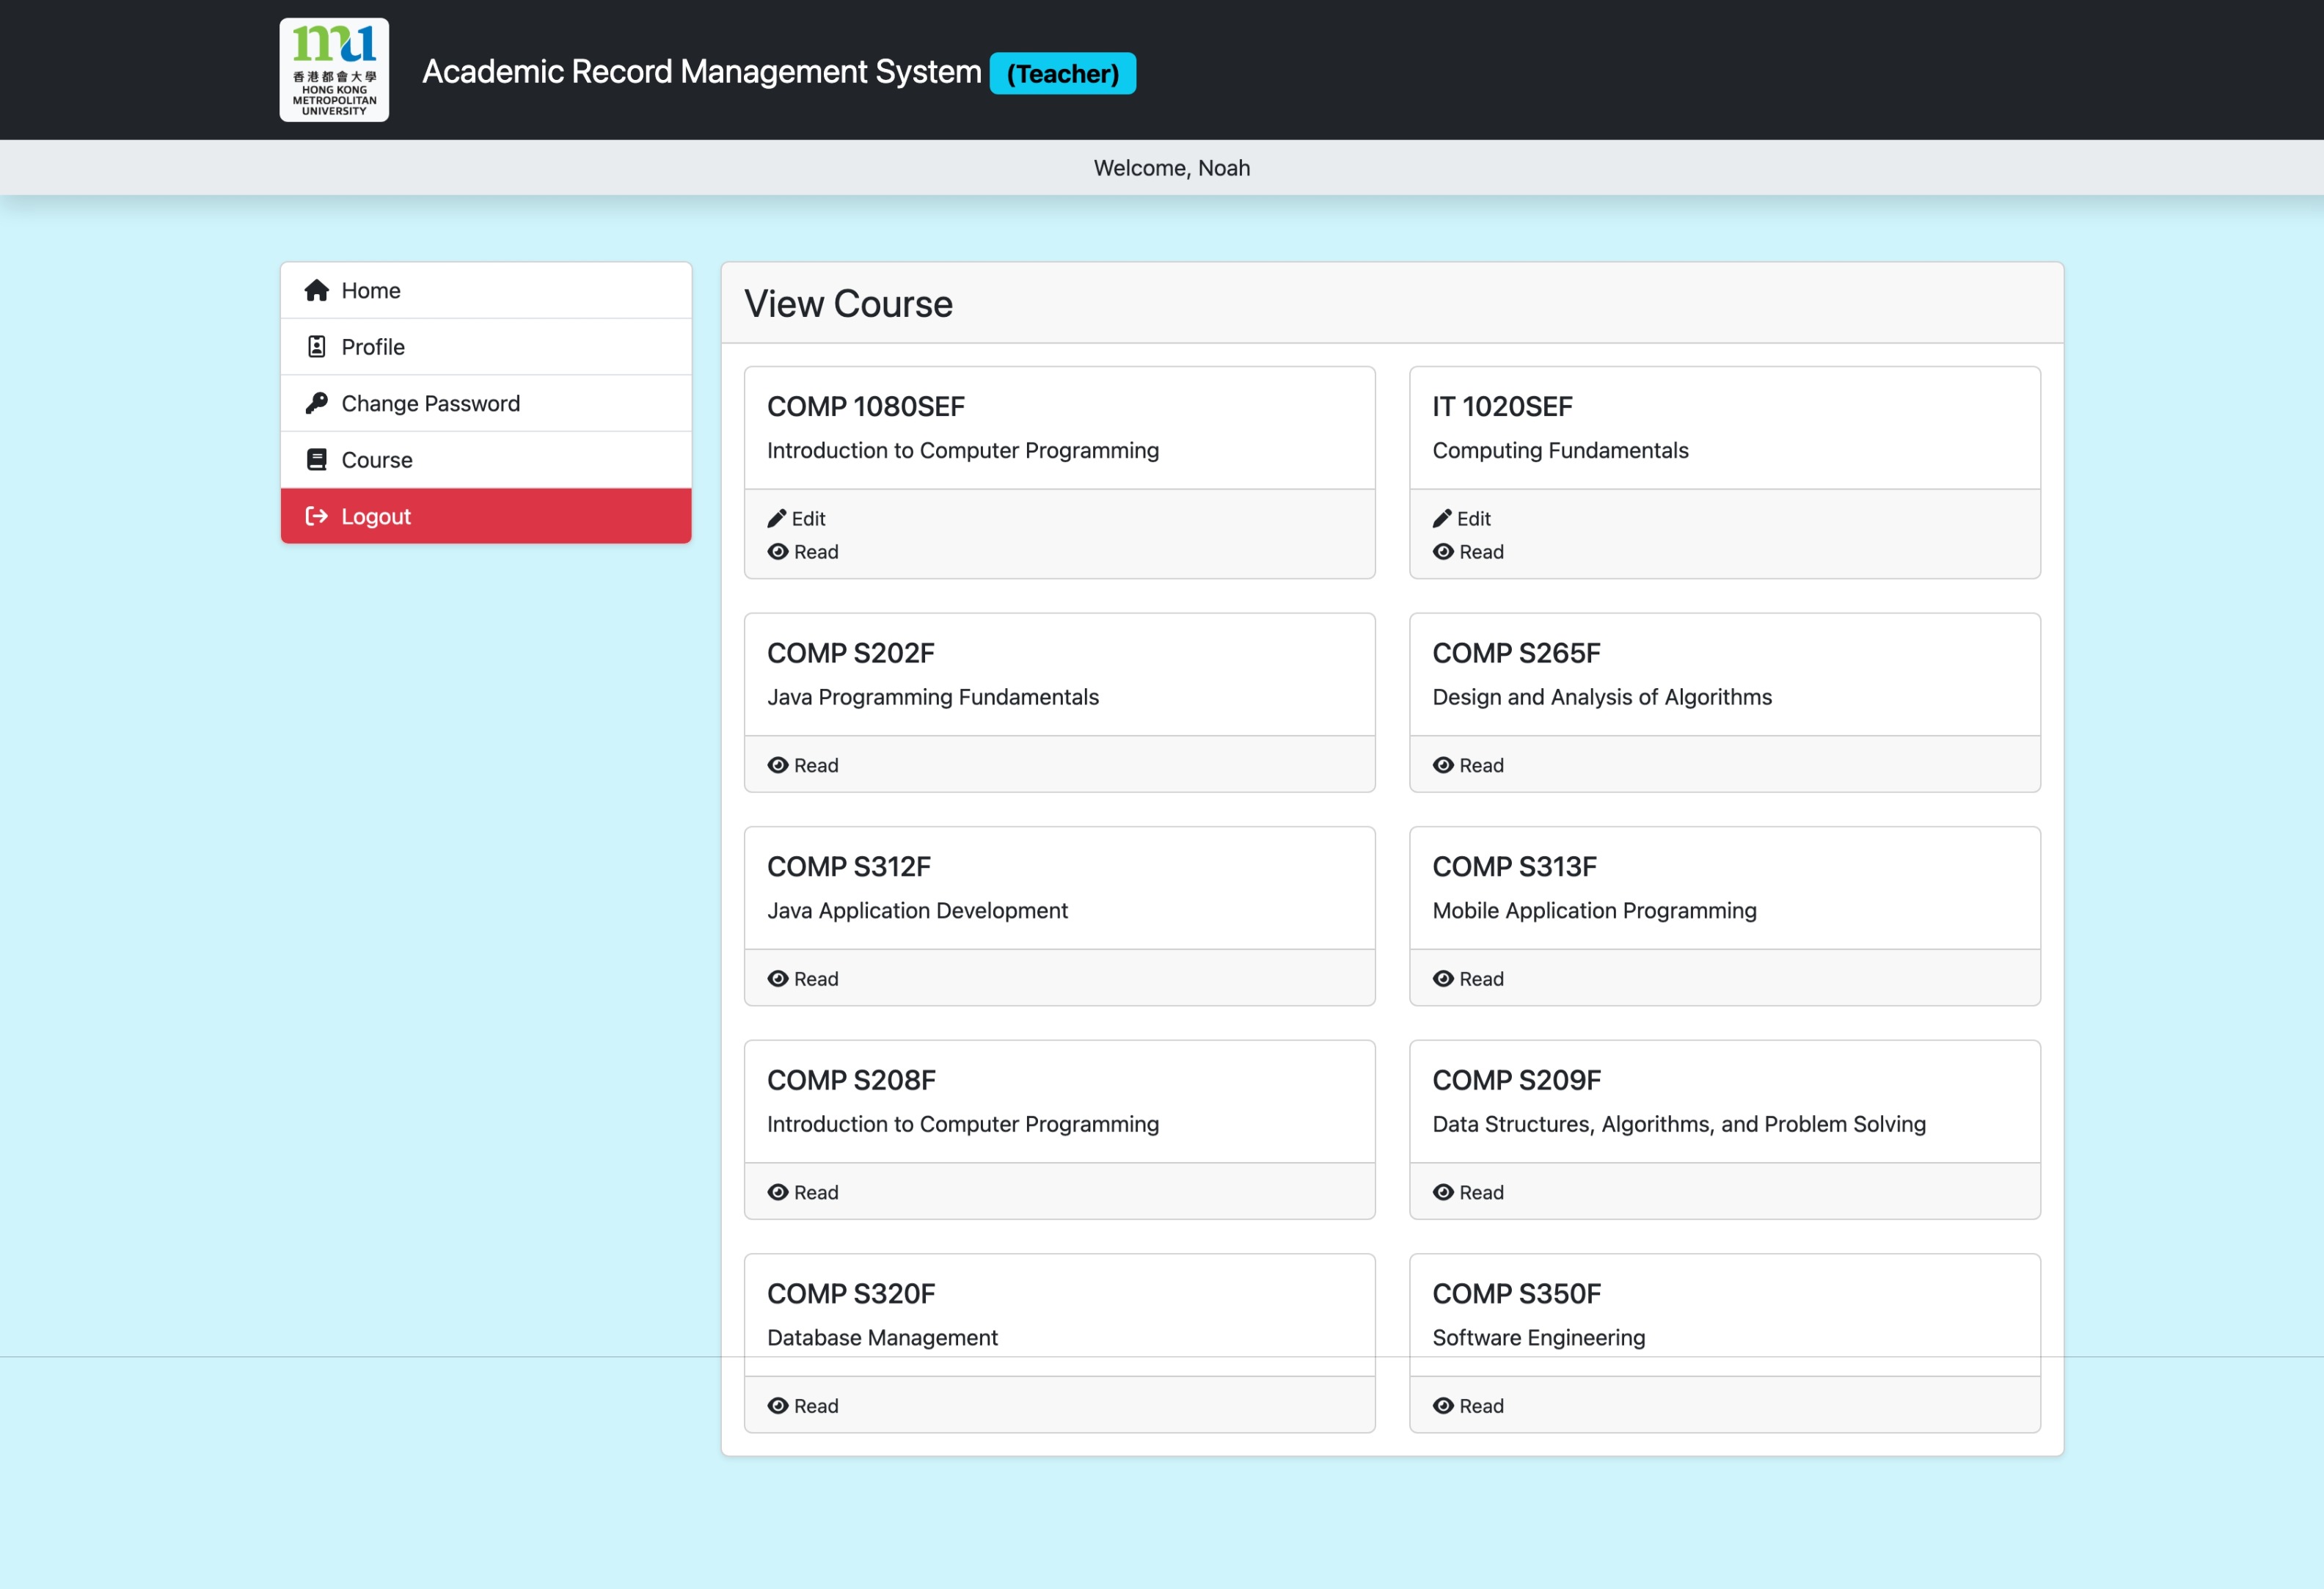 mu
香港都會大學
HONG KONG
METROPOLITAN
UNIVERSITY
Academic Record Management System (Teacher)
Welcome, Noah
Home
Profile
Change Password
Course
Logout
View Course
COMP 1080SEF
Introduction to Computer Programming
Edit
Read
IT 1020SEF
Computing Fundamentals
Edit
Read
COMP S202F
Java Programming Fundamentals
Read
COMP S265F
Design and Analysis of Algorithms
Read
COMP S312F
Java Application Development
Read
COMP S313F
Mobile Application Programming
Read
COMP S208F
Introduction to Computer Programming
Read
COMP S209F
Data Structures, Algorithms, and Problem Solving
Read
COMP S320F
Database Management
Read
COMP S350F
Software Engineering
Read